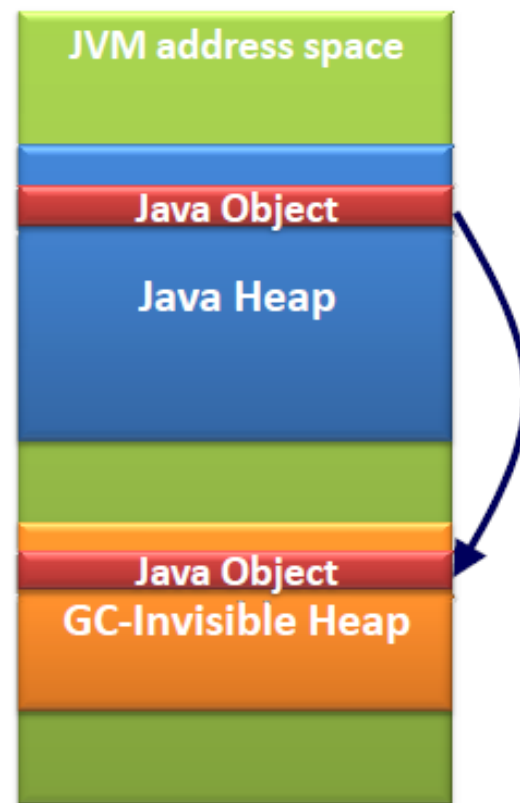 JVM address space
Java Object
Java Heap
Java Object
GC-Invisible Heap